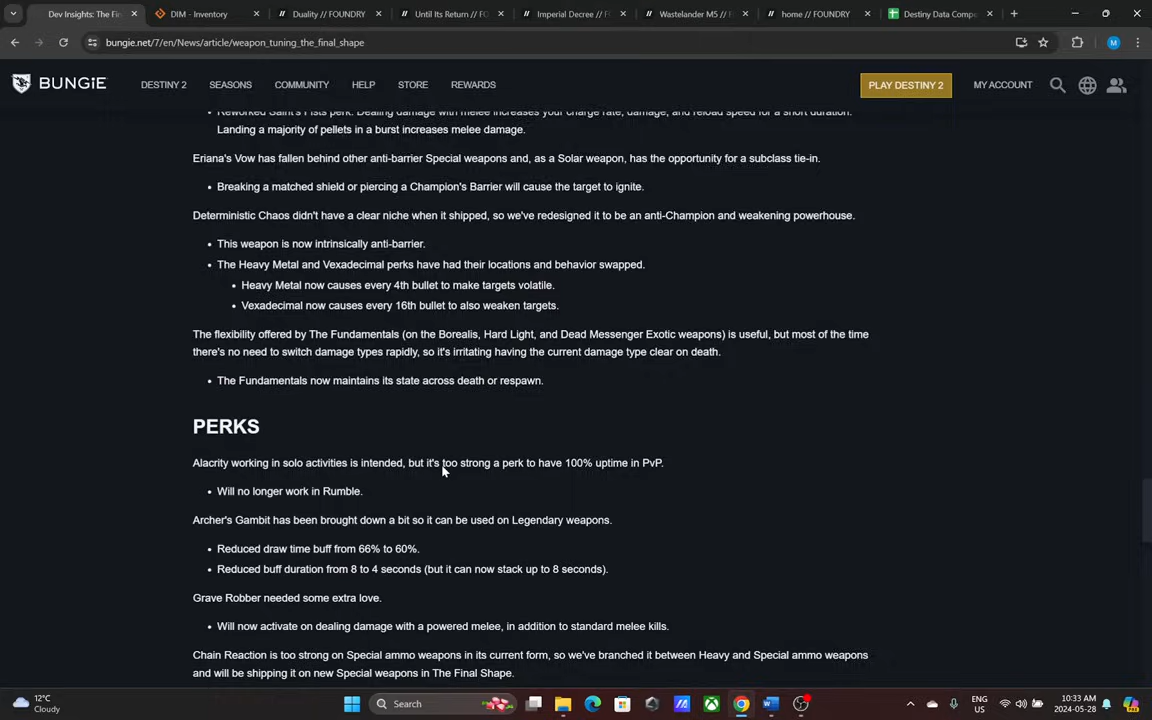 Dev Insights: The Fin
DIM - Inventory
Duality // FOUNDRY
Until Its Return // FO
Imperial Decree // F
Wastelander M5 // F
home // FOUNDRY
Destiny Data Comp
bungie.net/7/en/News/article/weapon_tuning_the_final_shape
M
BUNGIE
DESTINY 2
SEASONS
COMMUNITY
HELP
STORE
REWARDS
PLAY DESTINY 2
MY ACCOUNT
Reworked Saint's Fists perk. Dealing damage with melee increases your charge rate, damage, and reload speed for a short duration.
Landing a majority of pellets in a burst increases melee damage.
Eriana's Vow has fallen behind other anti-barrier Special weapons and, as a Solar weapon, has the opportunity for a subclass tie-in.
• Breaking a matched shield or piercing a Champion's Barrier will cause the target to ignite.
Deterministic Chaos didn't have a clear niche when it shipped, so we've redesigned it to be an anti-Champion and weakening powerhouse.
• This weapon is now intrinsically anti-barrier.
• The Heavy Metal and Vexadecimal perks have had their locations and behavior swapped.
• Heavy Metal now causes every 4th bullet to make targets volatile.
• Vexadecimal now causes every 16th bullet to also weaken targets.
The flexibility offered by The Fundamentals (on the Borealis, Hard Light, and Dead Messenger Exotic weapons) is useful, but most of the time
there's no need to switch damage types rapidly, so it's irritating having the current damage type clear on death.
• The Fundamentals now maintains its state across death or respawn.
PERKS
Alacrity working in solo activities is intended, but it's too strong a perk to have 100% uptime in PvP.
• Will no longer work in Rumble.
Archer's Gambit has been brought down a bit so it can be used on Legendary weapons.
• Reduced draw time buff from 66% to 60%.
• Reduced buff duration from 8 to 4 seconds (but it can now stack up to 8 seconds).
Grave Robber needed some extra love.
• Will now activate on dealing damage with a powered melee, in addition to standard melee kills.
Chain Reaction is too strong on Special ammo weapons in its current form, so we've branched it between Heavy and Special ammo weapons
and will be shipping it on new Special weapons in The Final Shape.
12°C
Cloudy
Search
ENG
US
10:33 AM
2024-05-28